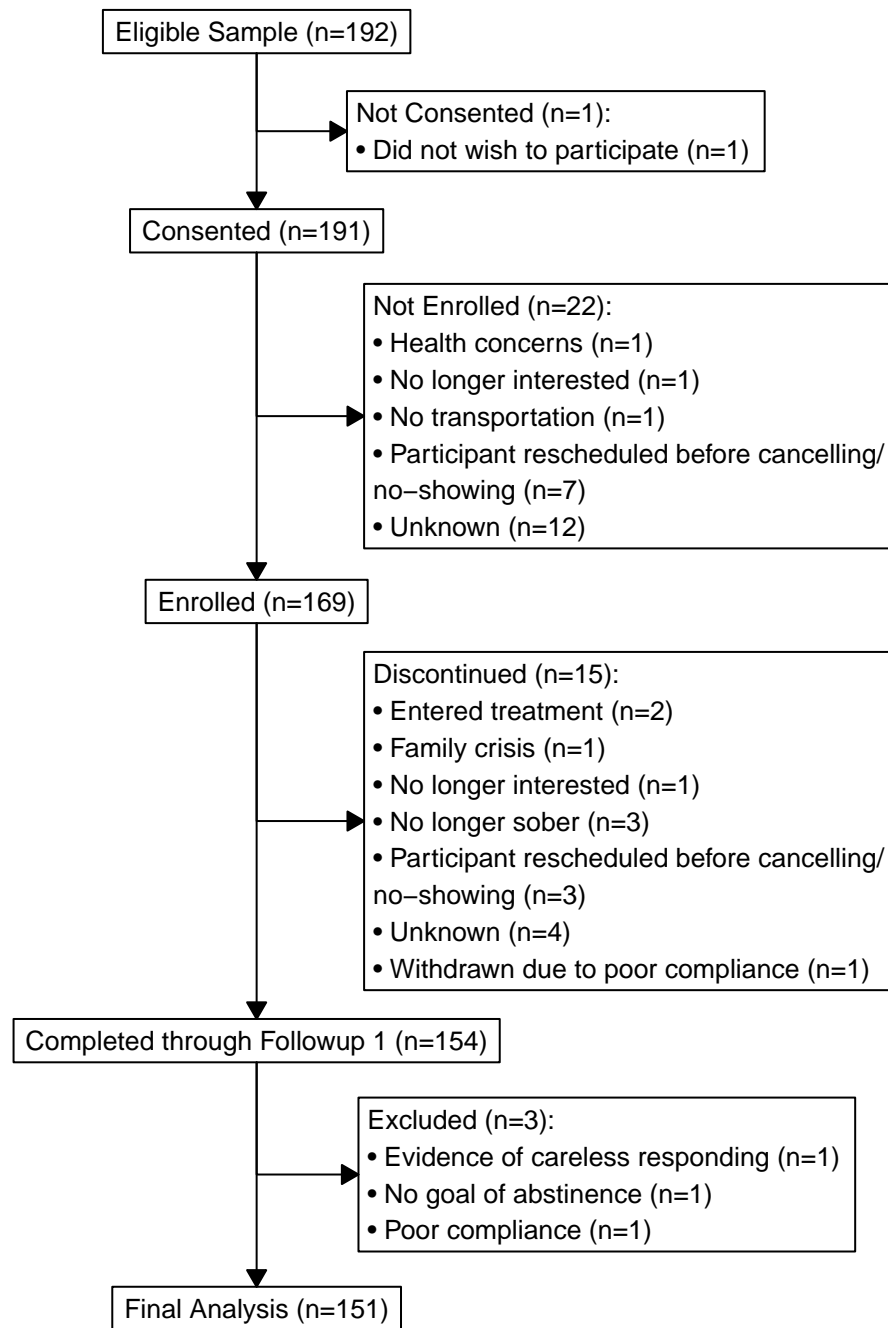 Eligible Sample (n=192)
Not Consented (n=1):
• Did not wish to participate (n=1)
Consented (n=191)
Not Enrolled (n=22):
• Health concerns (n=1)
• No longer interested (n=1)
• No transportation (n=1)
• Participant rescheduled before cancelling/
no−showing (n=7)
• Unknown (n=12)
Enrolled (n=169)
Discontinued (n=15):
• Entered treatment (n=2)
• Family crisis (n=1)
• No longer interested (n=1)
• No longer sober (n=3)
• Participant rescheduled before cancelling/
no−showing (n=3)
• Unknown (n=4)
• Withdrawn due to poor compliance (n=1)
Completed through Followup 1 (n=154)
Excluded (n=3):
• Evidence of careless responding (n=1)
• No goal of abstinence (n=1)
• Poor compliance (n=1)
Final Analysis (n=151)